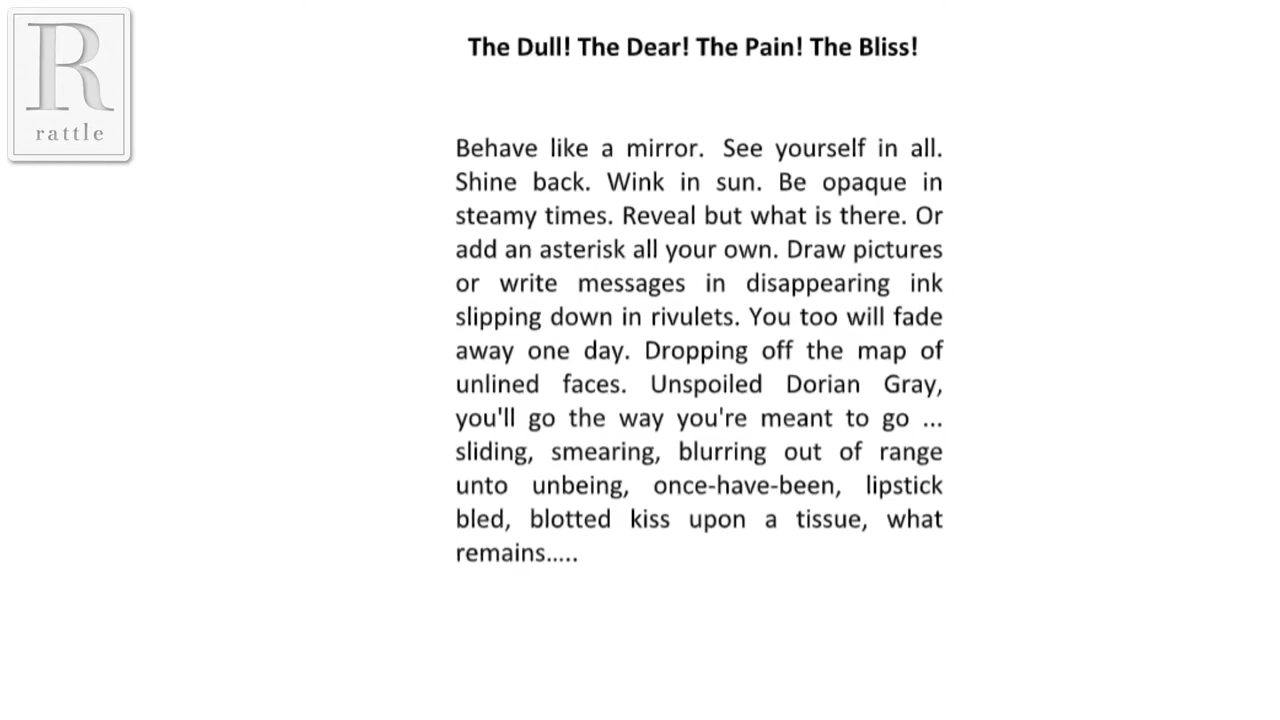 R
rattle
The Dull! The Dear! The Pain! The Bliss!
Behave like a mirror. See yourself in all.
Shine back. Wink in sun. Be opaque in
steamy times. Reveal but what is there. Or
add an asterisk all your own. Draw pictures
or write messages in disappearing ink
slipping down in rivulets. You too will fade
away one day. Dropping off the map of
unlined faces. Unspoiled Dorian Gray,
you'll go the way you're meant to go ...
sliding, smearing, blurring out of range
unto unbeing, once-have-been, lipstick
bled, blotted kiss upon a tissue, what
remains.....